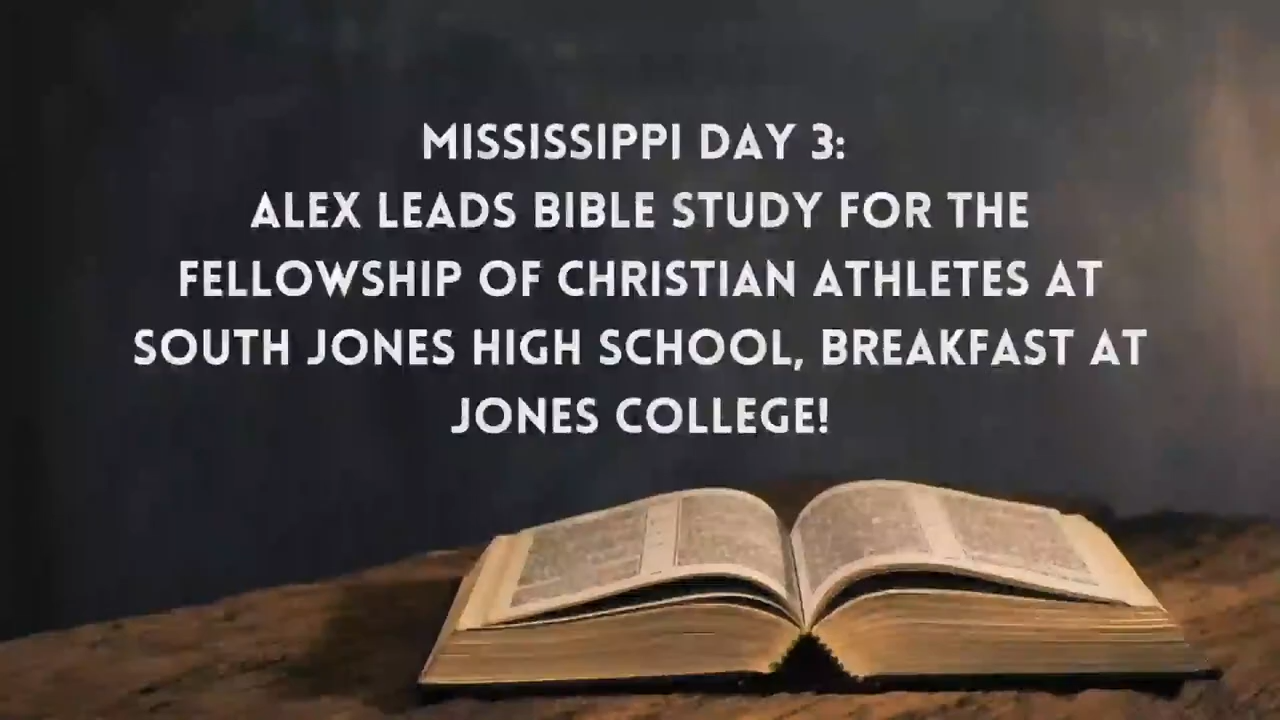 MISSISSIPPI DAY 3:
ALEX LEADS BIBLE STUDY FOR THE
FELLOWSHIP OF CHRISTIAN ATHLETES AT
SOUTH JONES HIGH SCHOOL, BREAKFAST AT
JONES COLLEGE!